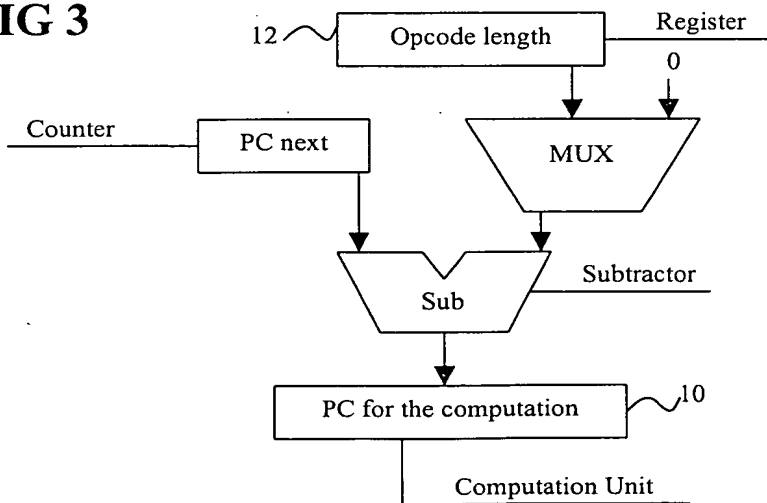 IG 3
12
Opcode length
Register
0
Counter
PC next
MUX
Subtractor
Sub
PC for the computation
10
Computation Unit